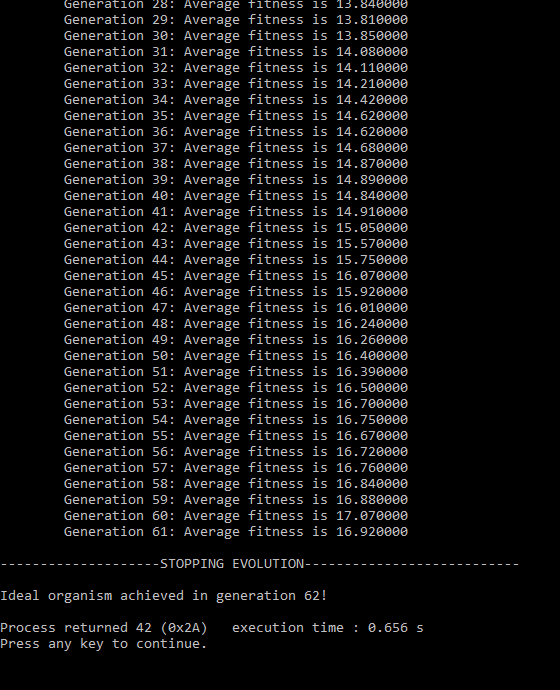 Generation 28: Average fitness is 13.840000
Generation 29: Average fitness is 13.810000
Generation 30: Average fitness is 13.850000
Generation 31: Average fitness is 14.080000
Generation 32: Average fitness is 14.110000
Generation 33: Average fitness is 14.210000
Generation 34: Average fitness is 14.420000
Generation 35: Average fitness is 14.620000
Generation 36: Average fitness is 14.620000
Generation 37: Average fitness is 14.680000
Generation 38: Average fitness is 14.870000
Generation 39: Average fitness is 14.890000
Generation 40: Average fitness is 14.840000
Generation 41: Average fitness is 14.910000
Generation 42: Average fitness is 15.050000
Generation 43: Average fitness is 15.570000
Generation 44: Average fitness is 15.750000
Generation 45: Average fitness is 16.070000
Generation 46: Average fitness is 15.920000
Generation 47: Average fitness is 16.010000
Generation 48: Average fitness is 16.240000
Generation 49: Average fitness is 16.260000
Generation 50: Average fitness is 16.400000
Generation 51: Average fitness is 16.390000
Generation 52: Average fitness is 16.500000
Generation 53: Average fitness is 16.700000
Generation 54: Average fitness is 16.750000
Generation 55: Average fitness is 16.670000
Generation 56: Average fitness is 16.720000
Generation 57: Average fitness is 16.760000
Generation 58: Average fitness is 16.840000
Generation 59: Average fitness is 16.880000
Generation 60: Average fitness is 17.070000
Generation 61: Average fitness is 16.920000
--------------------STOPPING EVOLUTION---------------------------
Ideal organism achieved in generation 62!
Process returned 42 (0x2A)   execution time : 0.656 s
Press any key to continue.